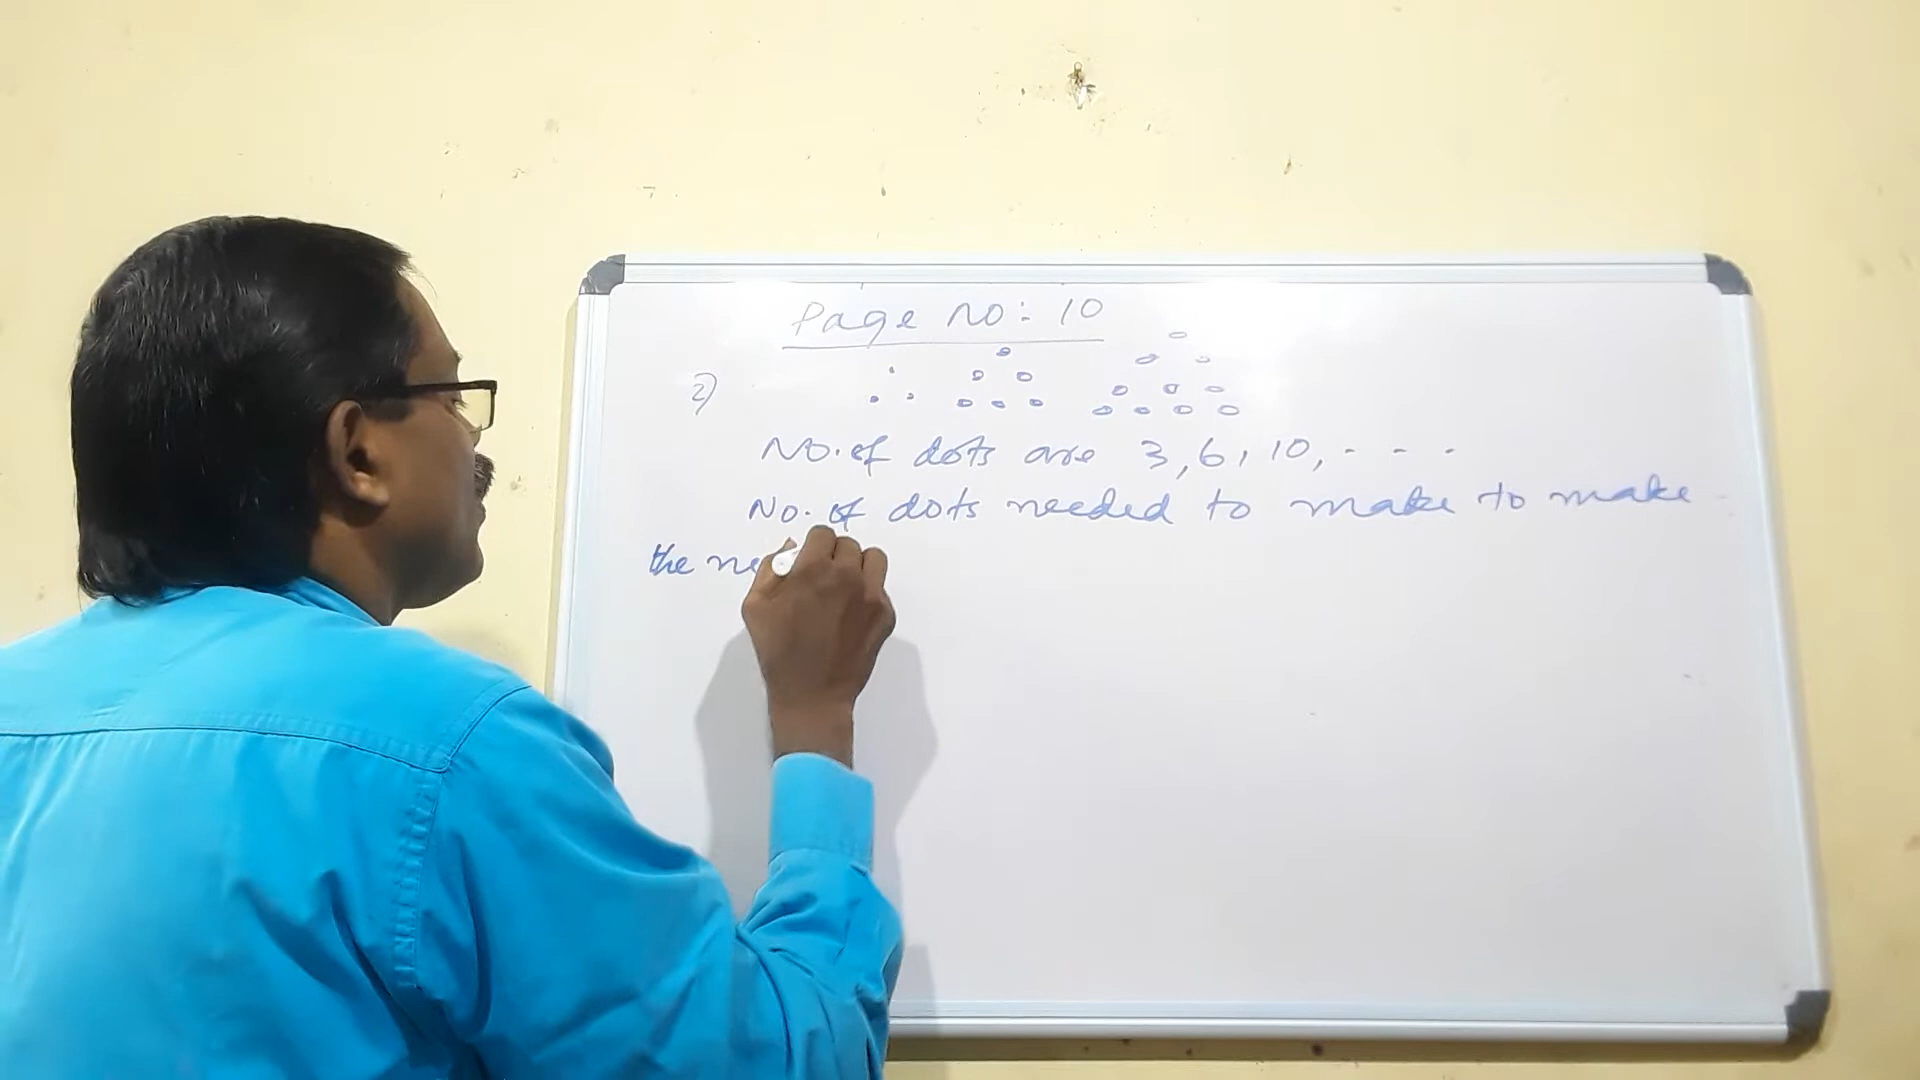 Page No: 10
2)
No. of dots are 3, 6, 10, - - -
No. of dots needed to make to make
the ne